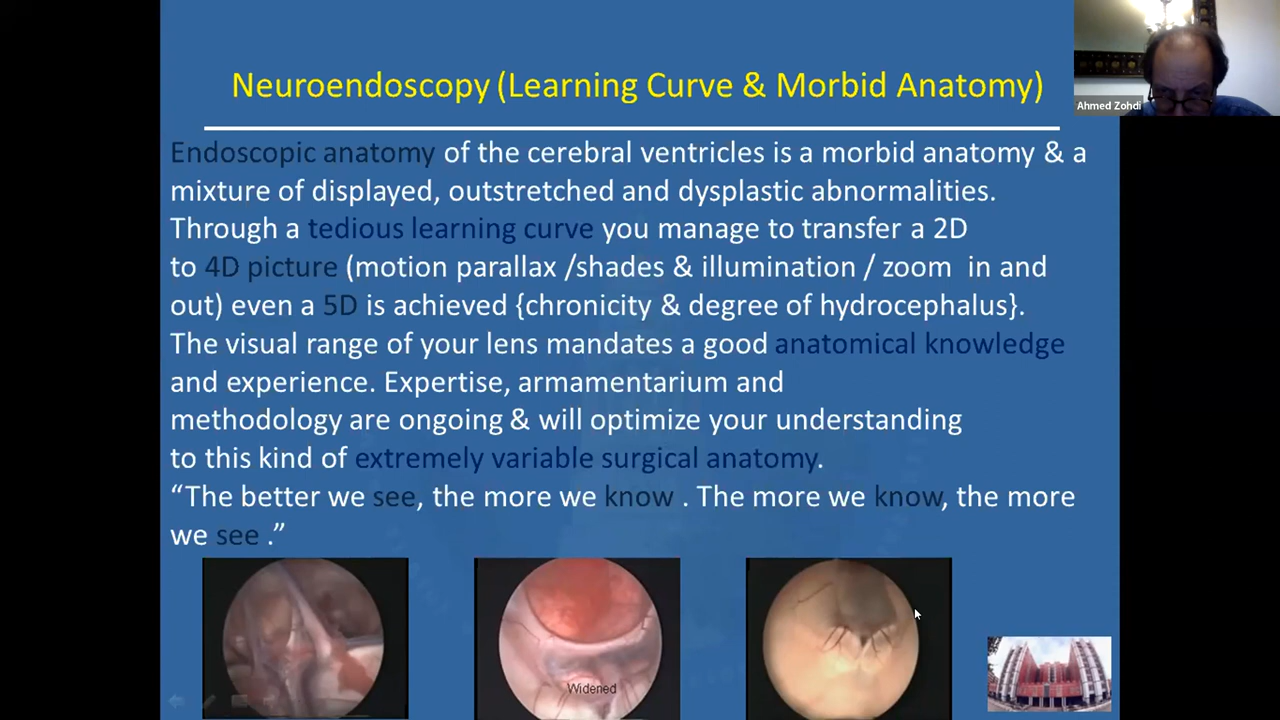 Neuroendoscopy (Learning Curve & Morbid Anatomy)
Ahmed Zohdi
Endoscopic anatomy of the cerebral ventricles is a morbid anatomy & a
mixture of displayed, outstretched and dysplastic abnormalities.
Through a tedious learning curve you manage to transfer a 2D
to 4D picture (motion parallax /shades & illumination / zoom in and
out) even a 5D is achieved {chronicity & degree of hydrocephalus}.
The visual range of your lens mandates a good anatomical knowledge
and experience. Expertise, armamentarium and
methodology are ongoing & will optimize your understanding
to this kind of extremely variable surgical anatomy.
“The better we see, the more we know . The more we know, the more
we see .”
Widened